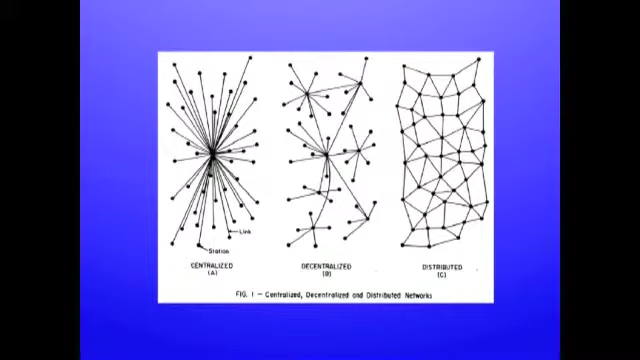 Link
Station
CENTRALIZED
(A)
DECENTRALIZED
(B)
DISTRIBUTED
(C)
FIG. 1 — Centralized, Decentralized and Distributed Networks